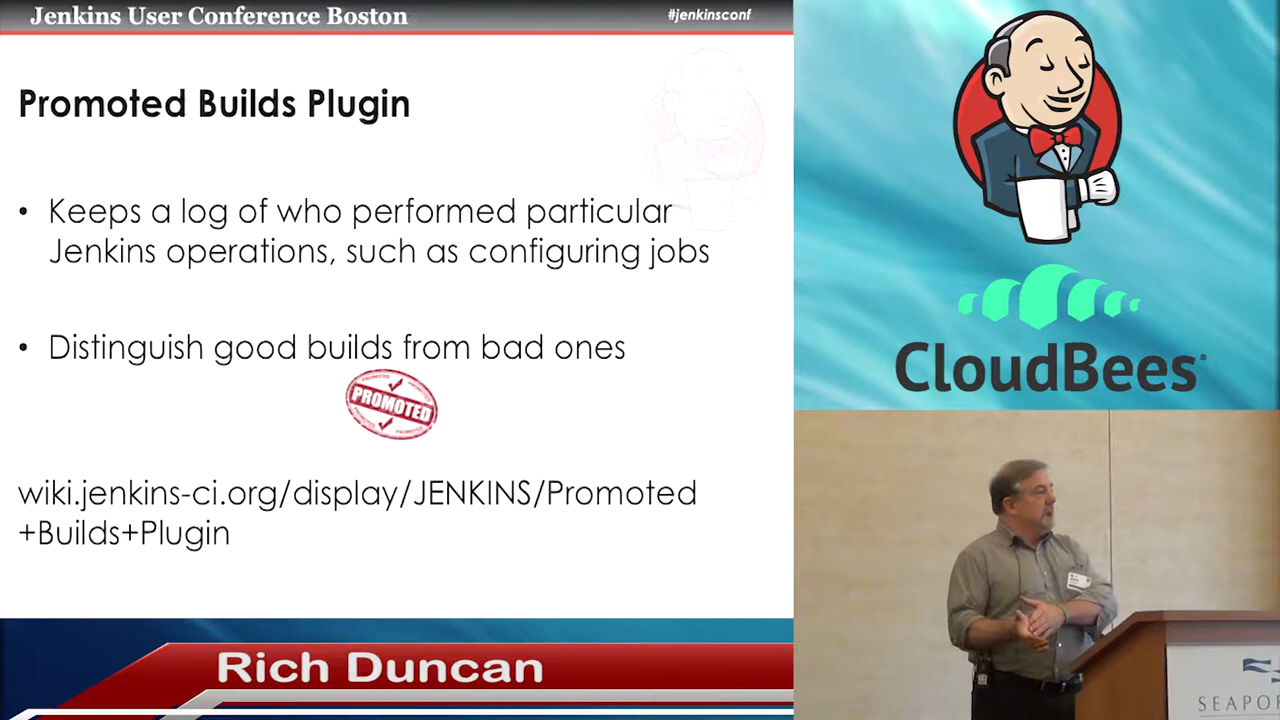 Jenkins User Conference Boston
#jenkinsconf
Promoted Builds Plugin
• Keeps a log of who performed particular
Jenkins operations, such as configuring jobs
• Distinguish good builds from bad ones
PROMOTED
wiki.jenkins-ci.org/display/JENKINS/Promoted
+Builds+Plugin
CloudBees
Rich Duncan
SEAPOR